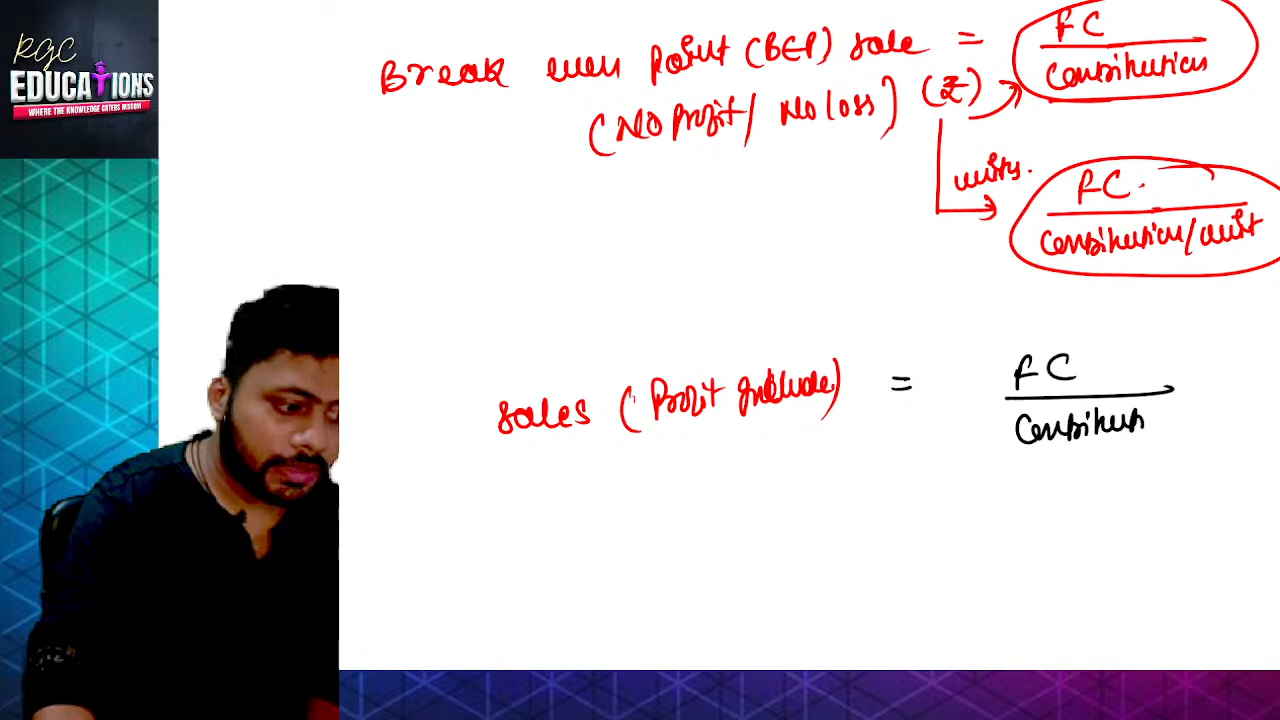 RGC
EDUCATIONS
WHERE THE KNOWLEDGE CATERS WISDOM
Break even Point (BEP) sale = FC
Contribution
(No Profit / No loss) (₹)
units.
FC
Contribution/unit
Sales (Profit Include) = FC
Contribut